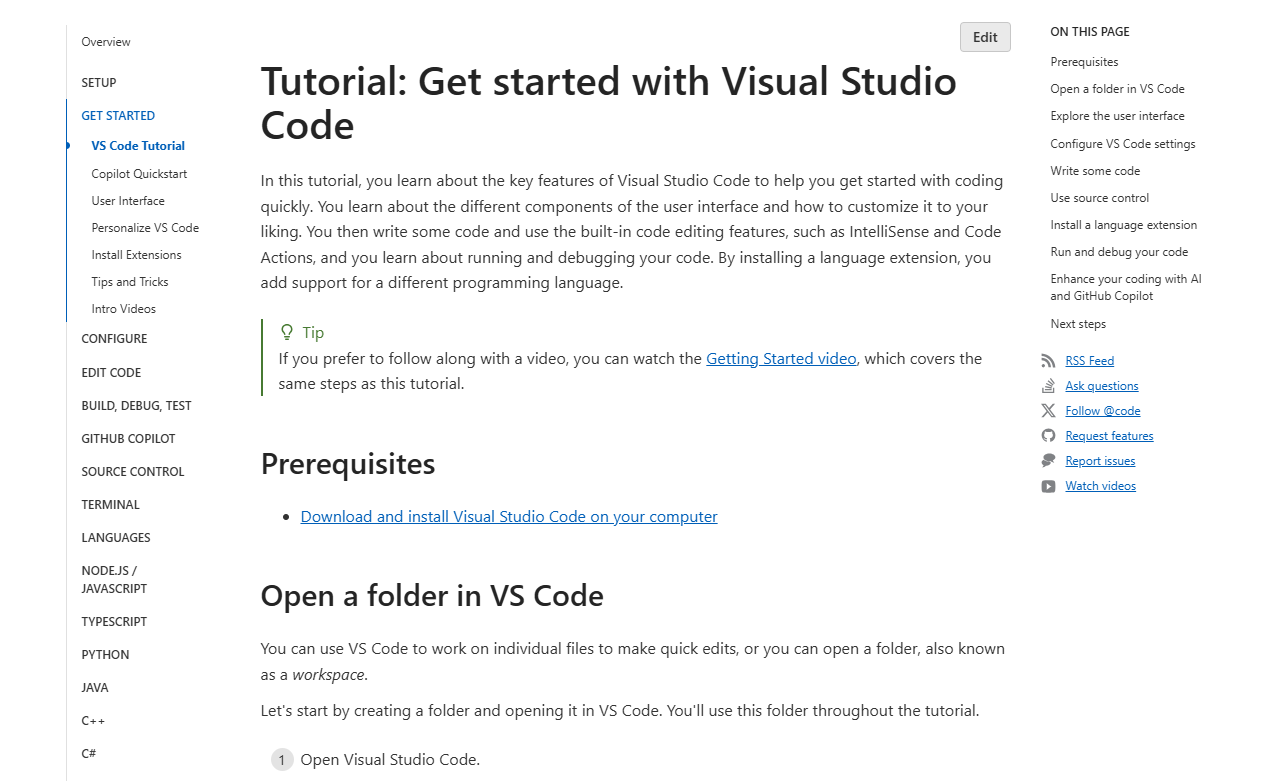 Overview
SETUP
GET STARTED
VS Code Tutorial
Copilot Quickstart
User Interface
Personalize VS Code
Install Extensions
Tips and Tricks
Intro Videos
CONFIGURE
EDIT CODE
BUILD, DEBUG, TEST
GITHUB COPILOT
SOURCE CONTROL
TERMINAL
LANGUAGES
NODE.JS /
JAVASCRIPT
TYPESCRIPT
PYTHON
JAVA
C++
C#
Edit
Tutorial: Get started with Visual Studio
Code
In this tutorial, you learn about the key features of Visual Studio Code to help you get started with coding
quickly. You learn about the different components of the user interface and how to customize it to your
liking. You then write some code and use the built-in code editing features, such as IntelliSense and Code
Actions, and you learn about running and debugging your code. By installing a language extension, you
add support for a different programming language.
Tip
If you prefer to follow along with a video, you can watch the Getting Started video, which covers the
same steps as this tutorial.
Prerequisites
• Download and install Visual Studio Code on your computer
Open a folder in VS Code
You can use VS Code to work on individual files to make quick edits, or you can open a folder, also known
as a workspace.
Let's start by creating a folder and opening it in VS Code. You'll use this folder throughout the tutorial.
1 Open Visual Studio Code.
ON THIS PAGE
Prerequisites
Open a folder in VS Code
Explore the user interface
Configure VS Code settings
Write some code
Use source control
Install a language extension
Run and debug your code
Enhance your coding with AI
and GitHub Copilot
Next steps
RSS Feed
Ask questions
Follow @code
Request features
Report issues
Watch videos